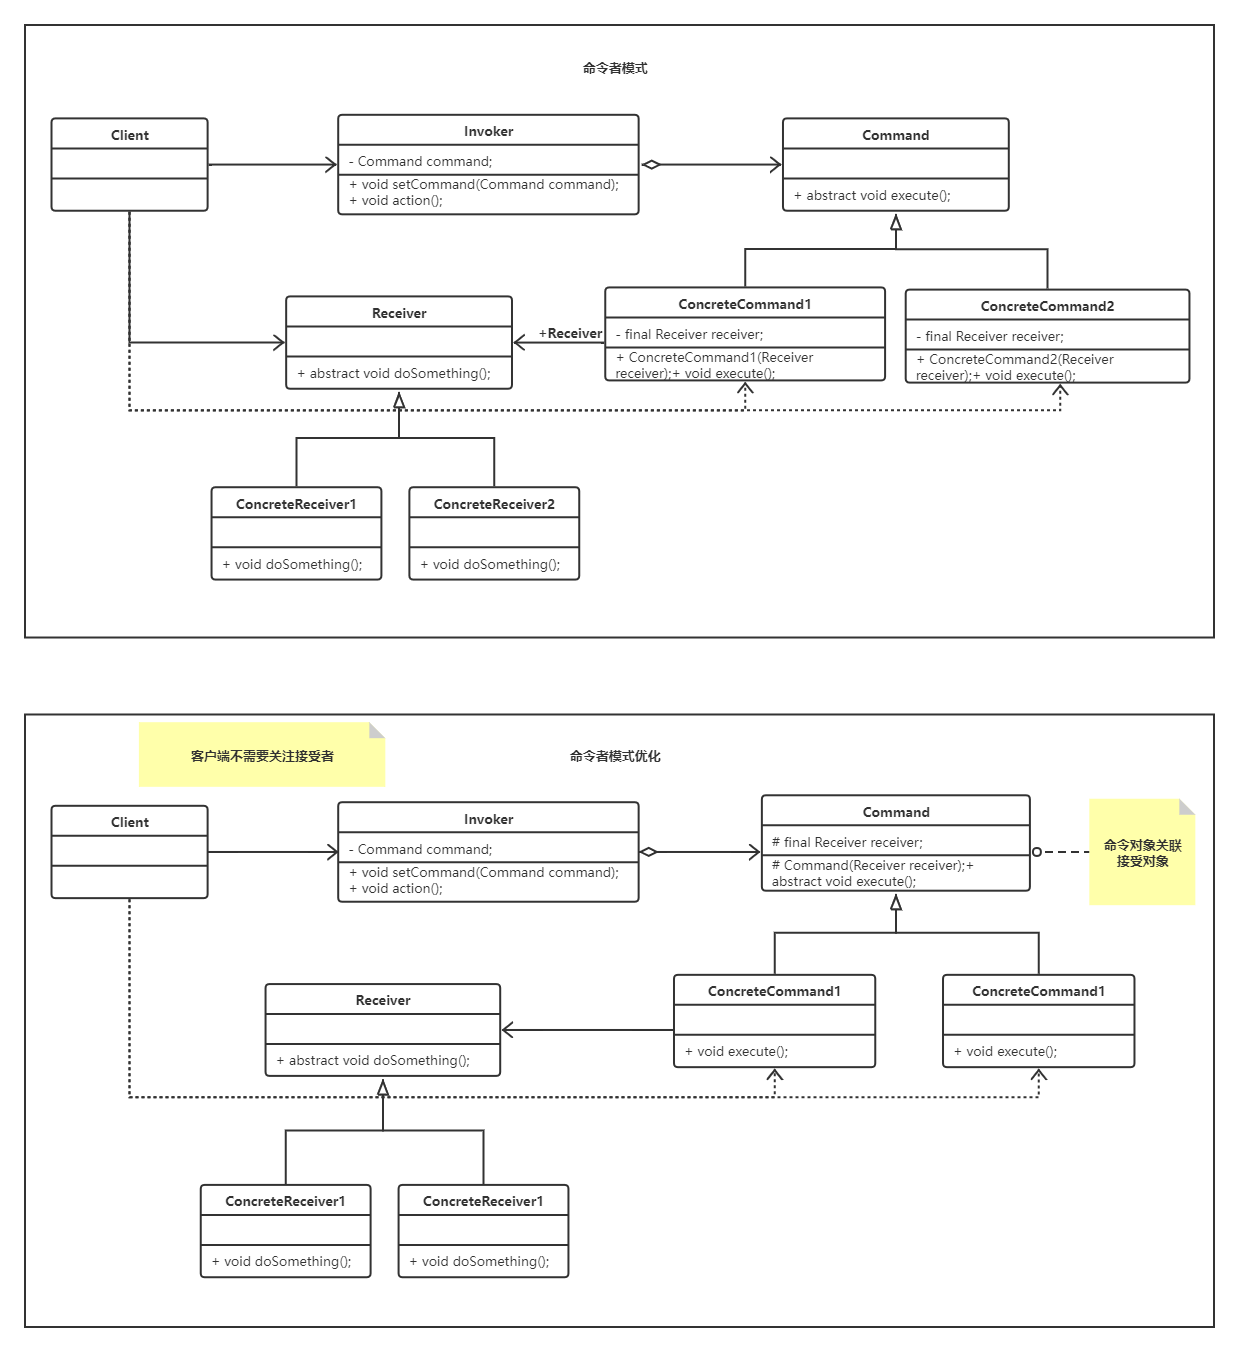 命令者模式
Client
Invoker
- Command command;
+ void setCommand(Command command);
+ void action();
Command
+ abstract void execute();
Receiver
+ abstract void doSomething();
+Receiver
ConcreteCommand1
- final Receiver receiver;
+ ConcreteCommand1(Receiver
receiver);+ void execute();
ConcreteCommand2
- final Receiver receiver;
+ ConcreteCommand2(Receiver
receiver);+ void execute();
ConcreteReceiver1
+ void doSomething();
ConcreteReceiver2
+ void doSomething();
客户端不需要关注接受者
命令者模式优化
Client
Invoker
- Command command;
+ void setCommand(Command command);
+ void action();
Command
# final Receiver receiver;
# Command(Receiver receiver);+
abstract void execute();
命令对象关联
接受对象
Receiver
+ abstract void doSomething();
ConcreteCommand1
+ void execute();
ConcreteCommand1
+ void execute();
ConcreteReceiver1
+ void doSomething();
ConcreteReceiver1
+ void doSomething();